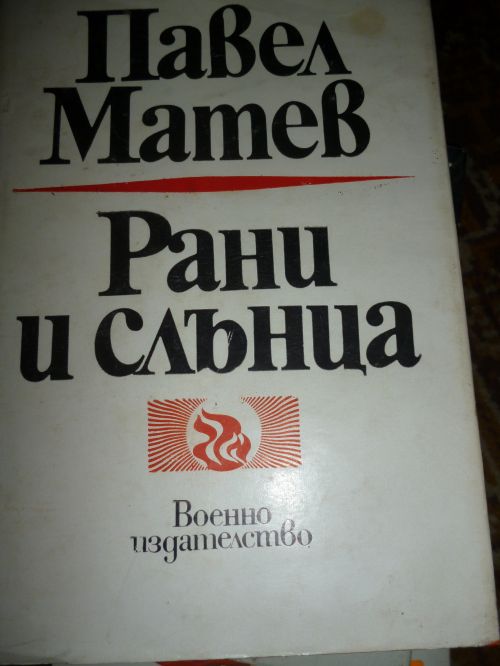 Павел
Матев
Рани
и слънца
Военно
издателство